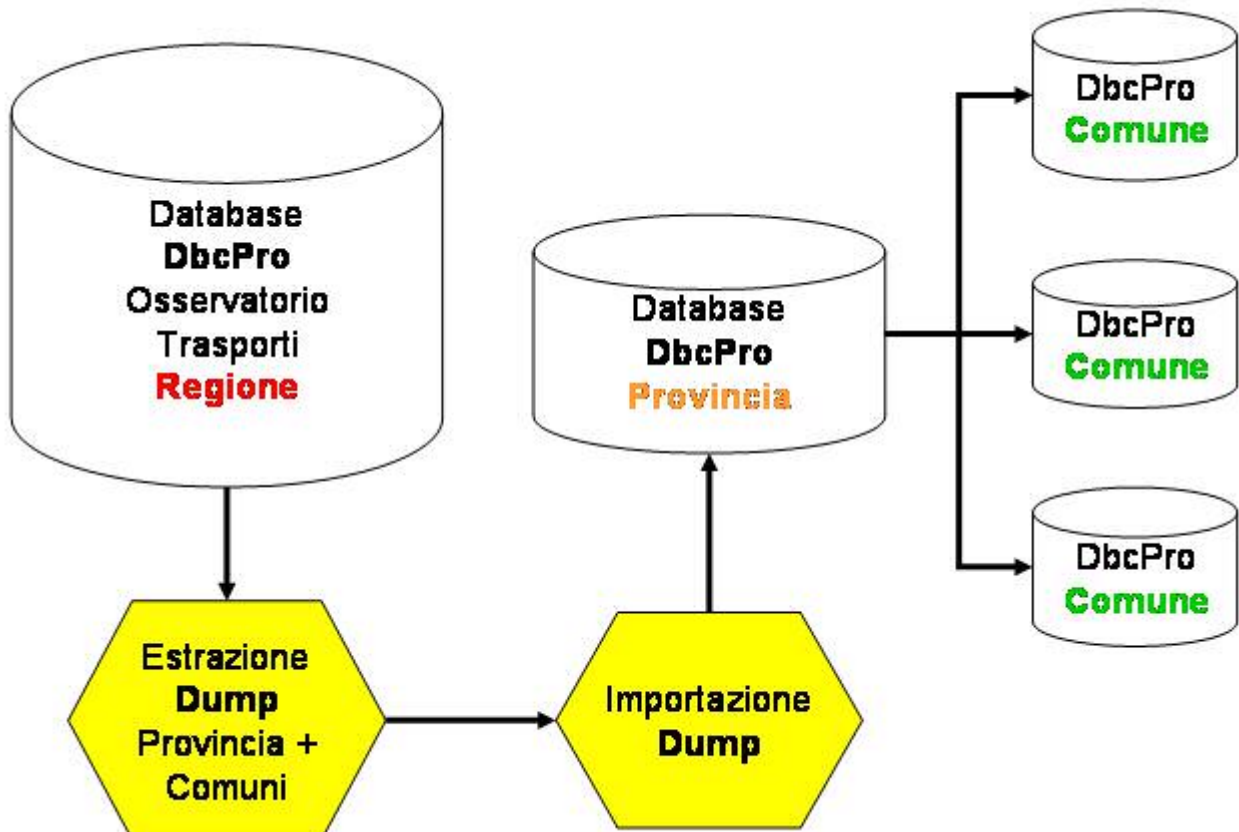 Database
DbcPro
Osservatorio
Trasporti
Regione
Estrazione
Dump
Provincia +
Comuni
Importazione
Dump
Database
DbcPro
Provincia
DbcPro
Comune
DbcPro
Comune
DbcPro
Comune